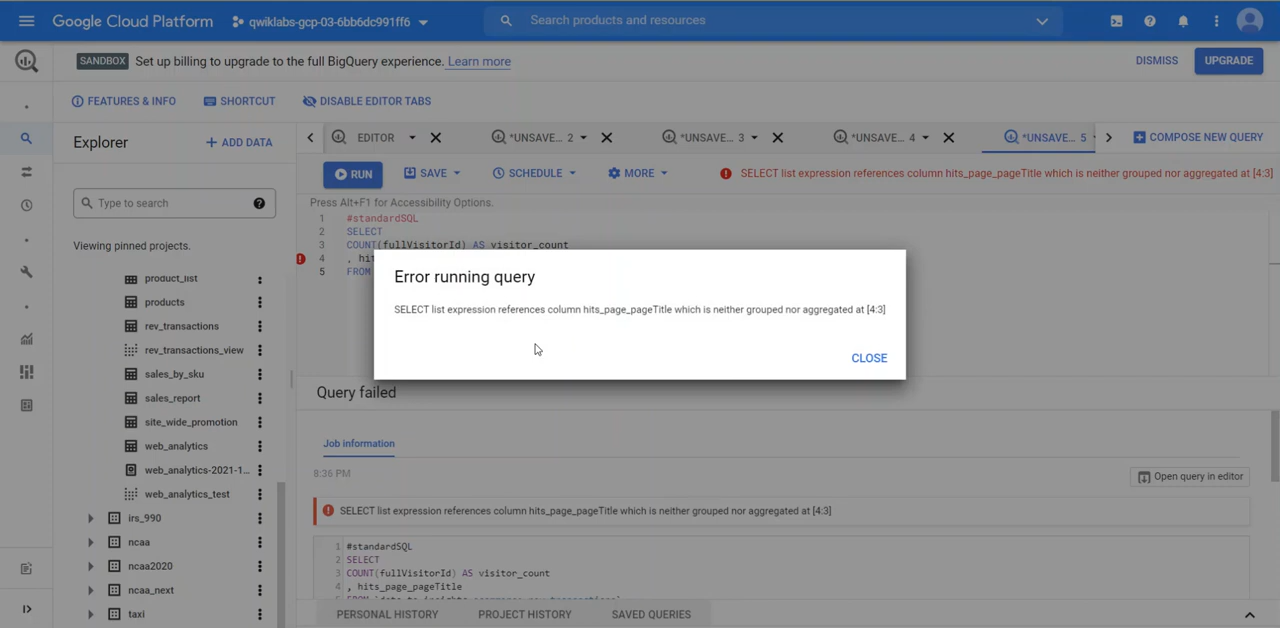 Google Cloud Platform
qwiklabs-gcp-03-6bb6dc991ff6
Search products and resources
SANDBOX Set up billing to upgrade to the full BigQuery experience. Learn more
DISMISS
UPGRADE
FEATURES & INFO
SHORTCUT
DISABLE EDITOR TABS
Explorer
+ ADD DATA
EDITOR
*UNSAVE... 2
*UNSAVE... 3
*UNSAVE... 4
*UNSAVE... 5
COMPOSE NEW QUERY
RUN
SAVE
SCHEDULE
MORE
SELECT list expression references column hits_page_pageTitle which is neither grouped nor aggregated at [4:3]
Type to search
Viewing pinned projects.
product_list
products
rev_transactions
rev_transactions_view
sales_by_sku
sales_report
site_wide_promotion
web_analytics
web_analytics-2021-1...
web_analytics_test
irs_990
ncaa
ncaa2020
ncaa_next
taxi
Press Alt+F1 for Accessibility Options.
1 #standardSQL
2 SELECT
3 COUNT(fullVisitorId) AS visitor_count
4 , hit
5 FROM
Error running query
SELECT list expression references column hits_page_pageTitle which is neither grouped nor aggregated at [4:3]
CLOSE
Query failed
Job information
8:36 PM
Open query in editor
SELECT list expression references column hits_page_pageTitle which is neither grouped nor aggregated at [4:3]
1 #standardSQL
2 SELECT
3 COUNT(fullVisitorId) AS visitor_count
4 , hits_page_pageTitle
PERSONAL HISTORY
PROJECT HISTORY
SAVED QUERIES